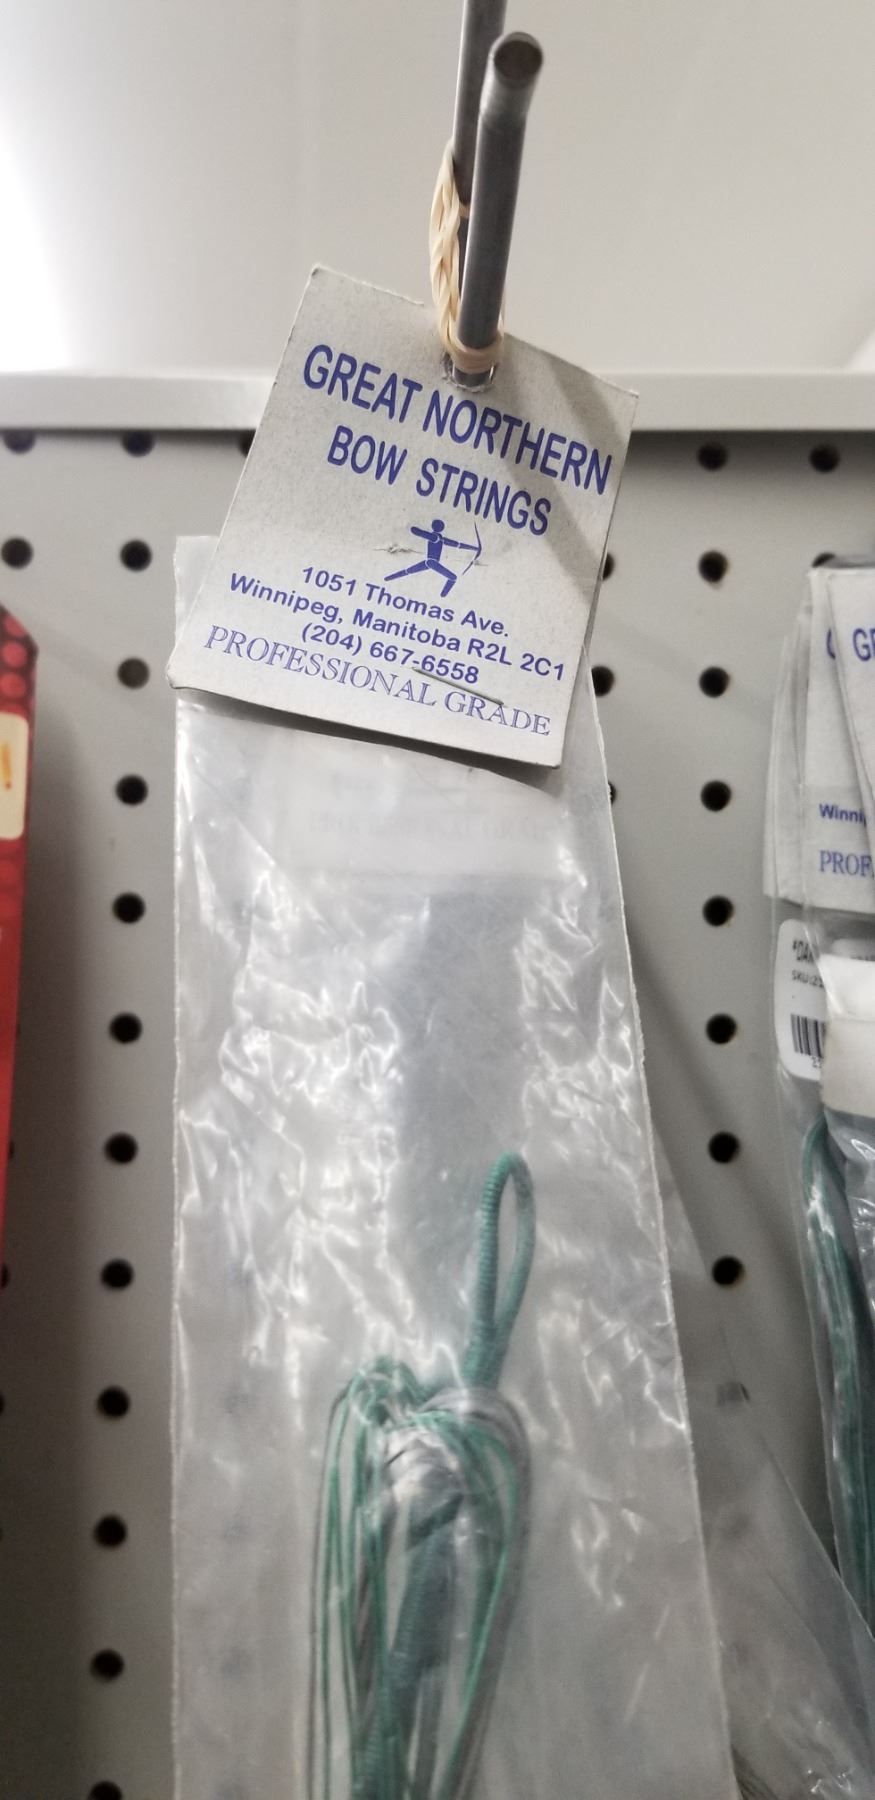 GREAT NORTHERN
BOW STRINGS
1051 Thomas Ave.
Winnipeg, Manitoba R2L 2C1
(204) 667-6558
PROFESSIONAL GRADE